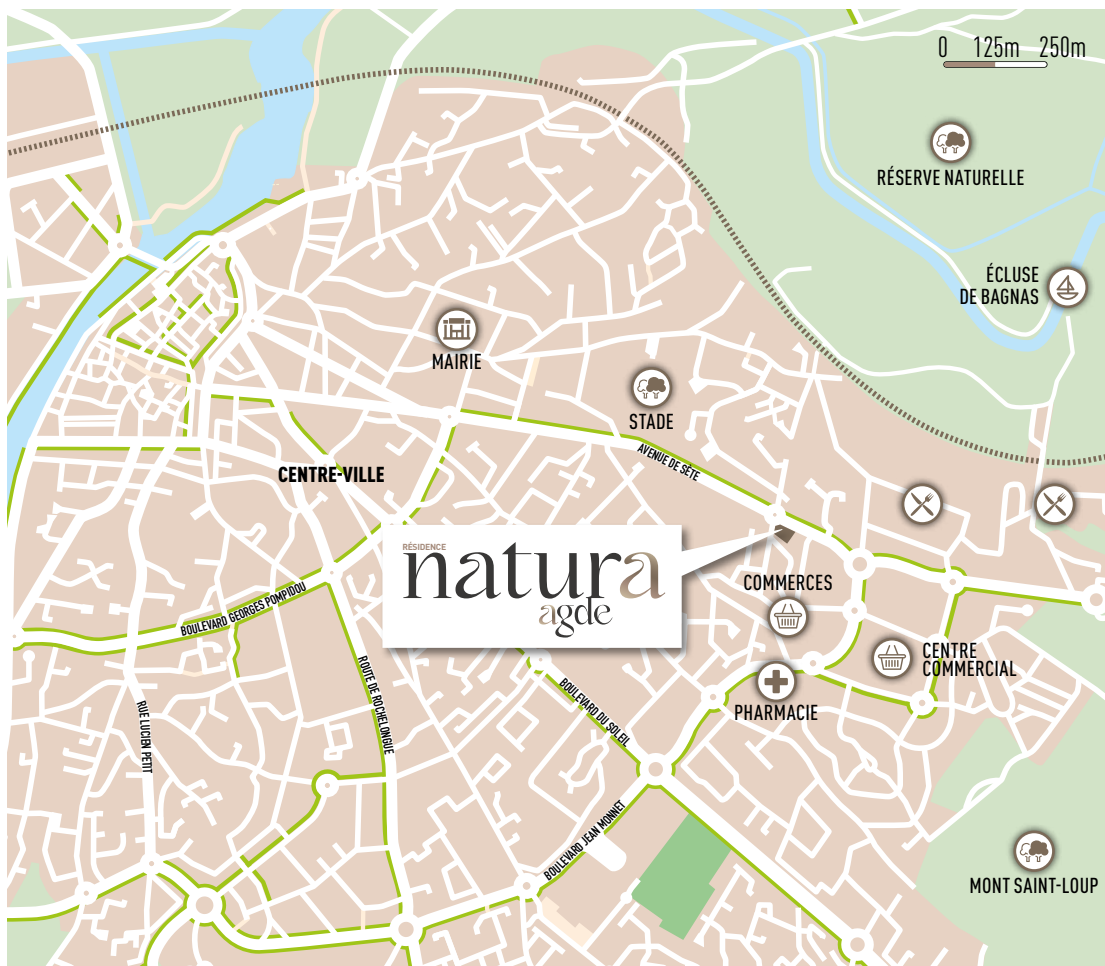 0 125m 250m
RÉSERVE NATURELLE
ÉCLUSE
DE BAGNAS
MAIRIE
STADE
AVENUE DE SÈTE
CENTRE-VILLE
RÉSIDENCE
natura
agde
COMMERCES
BOULEVARD GEORGES POMPIDOU
CENTRE
COMMERCIAL
ROUTE DE ROCHELONGUE
BOULEVARD DU SOLEIL
PHARMACIE
RUE LUCIEN PETIT
BOULEVARD JEAN MONNET
MONT SAINT-LOUP